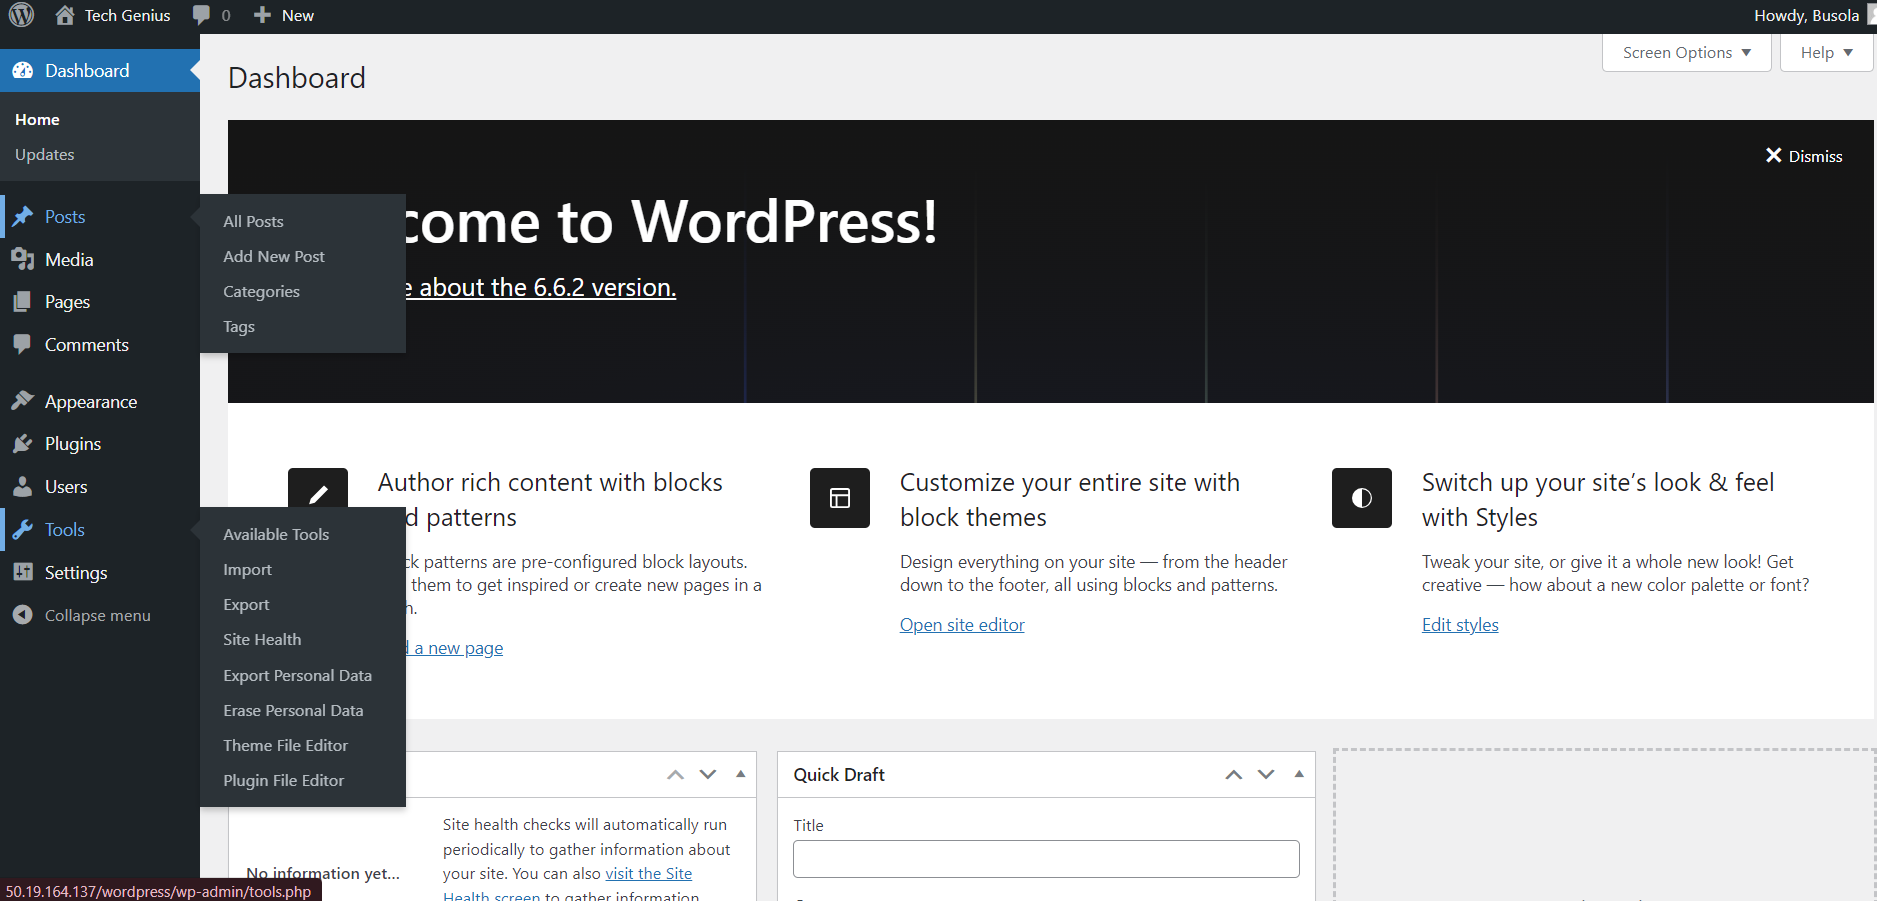 Tech Genius
0
New
Howdy, Busola
Dashboard
Home
Updates
Posts
Media
Pages
Comments
Appearance
Plugins
Users
Tools
Settings
Collapse menu
All Posts
Add New Post
Categories
Tags
Available Tools
Import
Export
Site Health
Export Personal Data
Erase Personal Data
Theme File Editor
Plugin File Editor
Screen Options
Help
Dashboard
Dismiss
come to WordPress!
e about the 6.6.2 version.
Author rich content with blocks
d patterns
ck patterns are pre-configured block layouts.
them to get inspired or create new pages in a
h.
d a new page
Customize your entire site with
block themes
Design everything on your site — from the header
down to the footer, all using blocks and patterns.
Open site editor
Switch up your site’s look & feel
with Styles
Tweak your site, or give it a whole new look! Get
creative — how about a new color palette or font?
Edit styles
No information yet...
Site health checks will automatically run
periodically to gather information about
your site. You can also visit the Site
Health screen to gather information
Quick Draft
Title
50.19.164.137/wordpress/wp-admin/tools.php